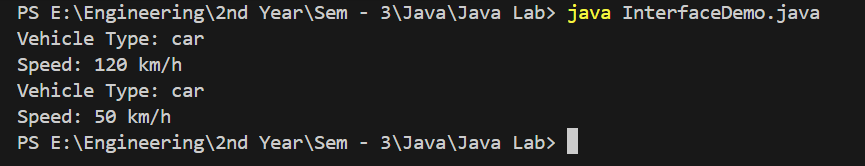 PS E:\Engineering\2nd Year\Sem - 3\Java\Java Lab> java InterfaceDemo.java
Vehicle Type: car
Speed: 120 km/h
Vehicle Type: car
Speed: 50 km/h
PS E:\Engineering\2nd Year\Sem - 3\Java\Java Lab>